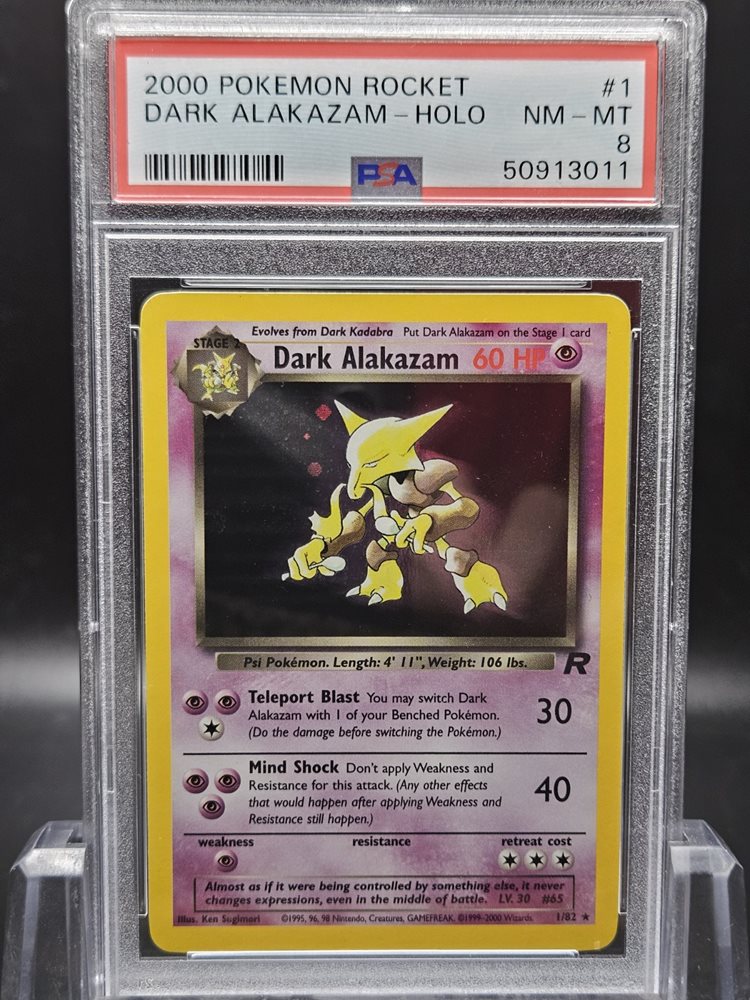 2000 POKEMON ROCKET #1
DARK ALAKAZAM - HOLO NM - MT
8
PSA 50913011
Evolves from Dark Kadabra Put Dark Alakazam on the Stage 1 card
STAGE 2
Dark Alakazam 60 HP
Psi Pokémon. Length: 4' 11", Weight: 106 lbs.
R
Teleport Blast You may switch Dark
Alakazam with 1 of your Benched Pokémon. 30
(Do the damage before switching the Pokémon.)
Mind Shock Don't apply Weakness and
Resistance for this attack. (Any other effects 40
that would happen after applying Weakness and
Resistance still happen.)
weakness resistance retreat cost
Almost as if it were being controlled by something else, it never
changes expressions, even in the middle of battle. LV. 30 #65
Illus. Ken Sugimori ©1995, 96, 98 Nintendo, Creatures, GAMEFREAK. ©1999-2000 Wizards. 1/82 ★